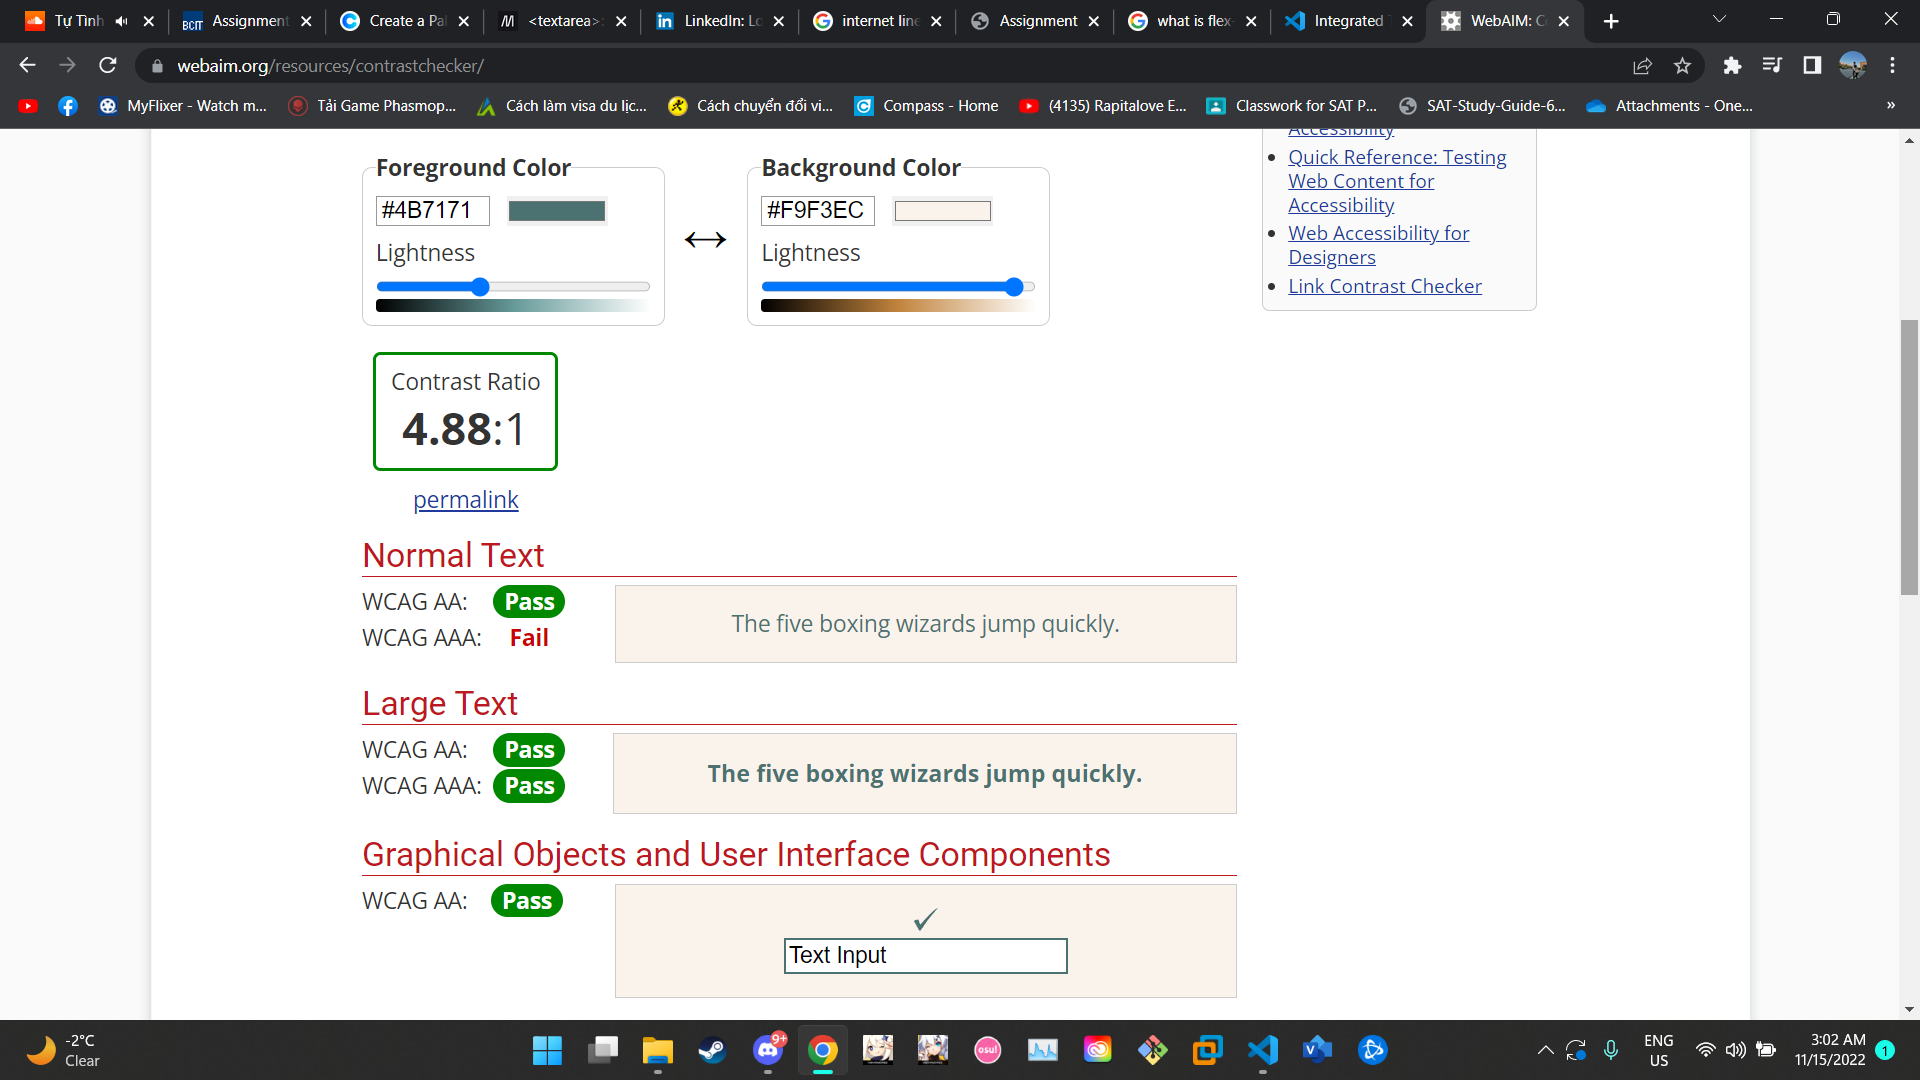 Tự Tình
Assignment
Create a Pal
<textarea>:
LinkedIn: Lo
internet line
Assignment
what is flex-
Integrated T
WebAIM: Co
webaim.org/resources/contrastchecker/
MyFlixer - Watch m...
Tải Game Phasmop...
Cách làm visa du lịc...
Cách chuyển đổi vi...
Compass - Home
(4135) Rapitalove E...
Classwork for SAT P...
SAT-Study-Guide-6...
Attachments - One...
»
Accessibility
Quick Reference: Testing
Web Content for
Accessibility
Web Accessibility for
Designers
Link Contrast Checker
Foreground Color
#4B7171
Lightness
Background Color
#F9F3EC
Lightness
Contrast Ratio
4.88:1
permalink
Normal Text
WCAG AA: Pass
WCAG AAA: Fail
The five boxing wizards jump quickly.
Large Text
WCAG AA: Pass
WCAG AAA: Pass
The five boxing wizards jump quickly.
Graphical Objects and User Interface Components
WCAG AA: Pass
Text Input
-2°C
Clear
9+
osu!
ENG
US
3:02 AM
11/15/2022
1